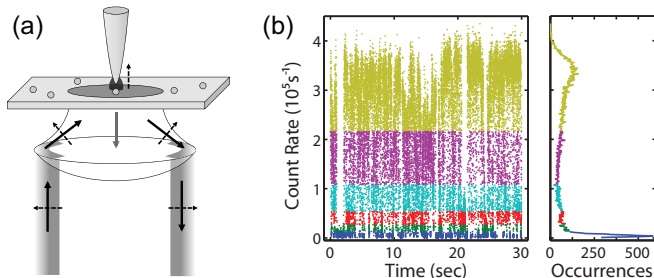 (a)
(b)
Count Rate (10⁵s⁻¹)
4
3
2
1
0
0 10 20 30
Time (sec)
0 250 500
Occurrences